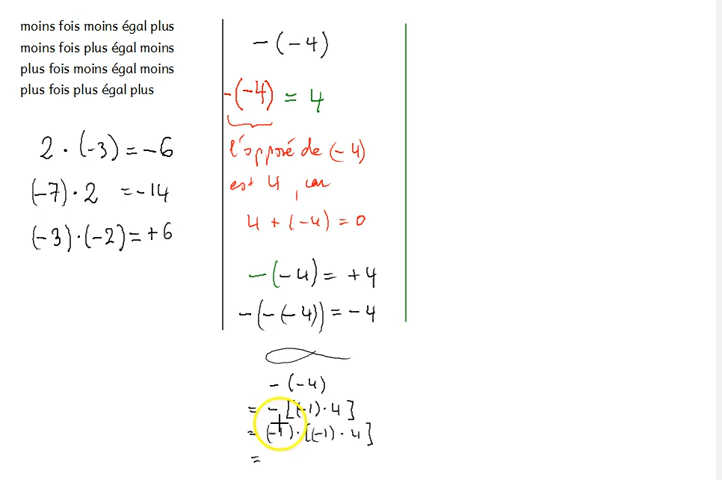 moins fois moins égal plus
moins fois plus égal moins
plus fois moins égal moins
plus fois plus égal plus
2 · (-3) = -6
(-7) · 2 = -14
(-3) · (-2) = +6
-(-4)
-(-4) = 4
l'opposé de (-4)
est 4, car
4 + (-4) = 0
-(-4) = +4
-(-(-4)) = -4
-(-4)
= -[(-1) · 4]
= (-1) · [(-1) · 4]
=